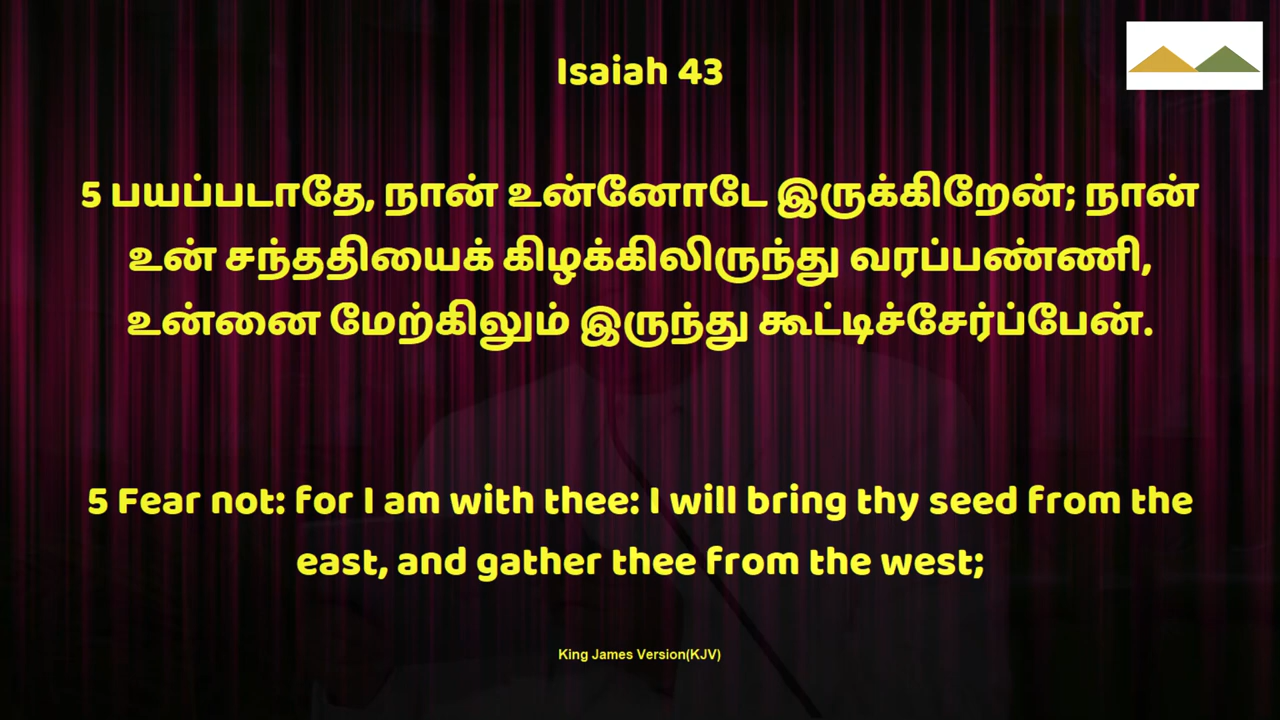 Isaiah 43
5 பயப்படாதே, நான் உன்னோடே இருக்கிறேன்; நான்
உன் சந்ததியைக் கிழக்கிலிருந்து வரப்பண்ணி,
உன்னை மேற்கிலும் இருந்து கூட்டிச்சேர்ப்பேன்.
5 Fear not: for I am with thee: I will bring thy seed from the
east, and gather thee from the west;
King James Version(KJV)